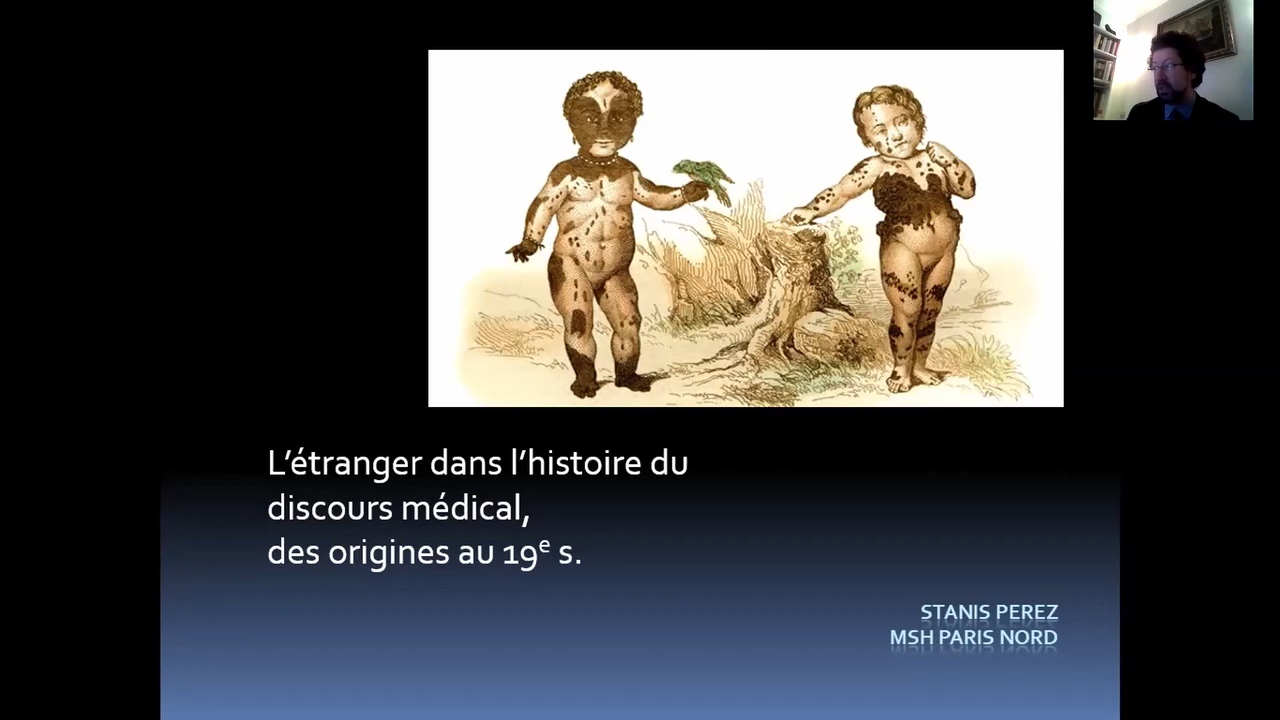 L’étranger dans l’histoire du
discours médical,
des origines au 19e s.
STANIS PEREZ
MSH PARIS NORD